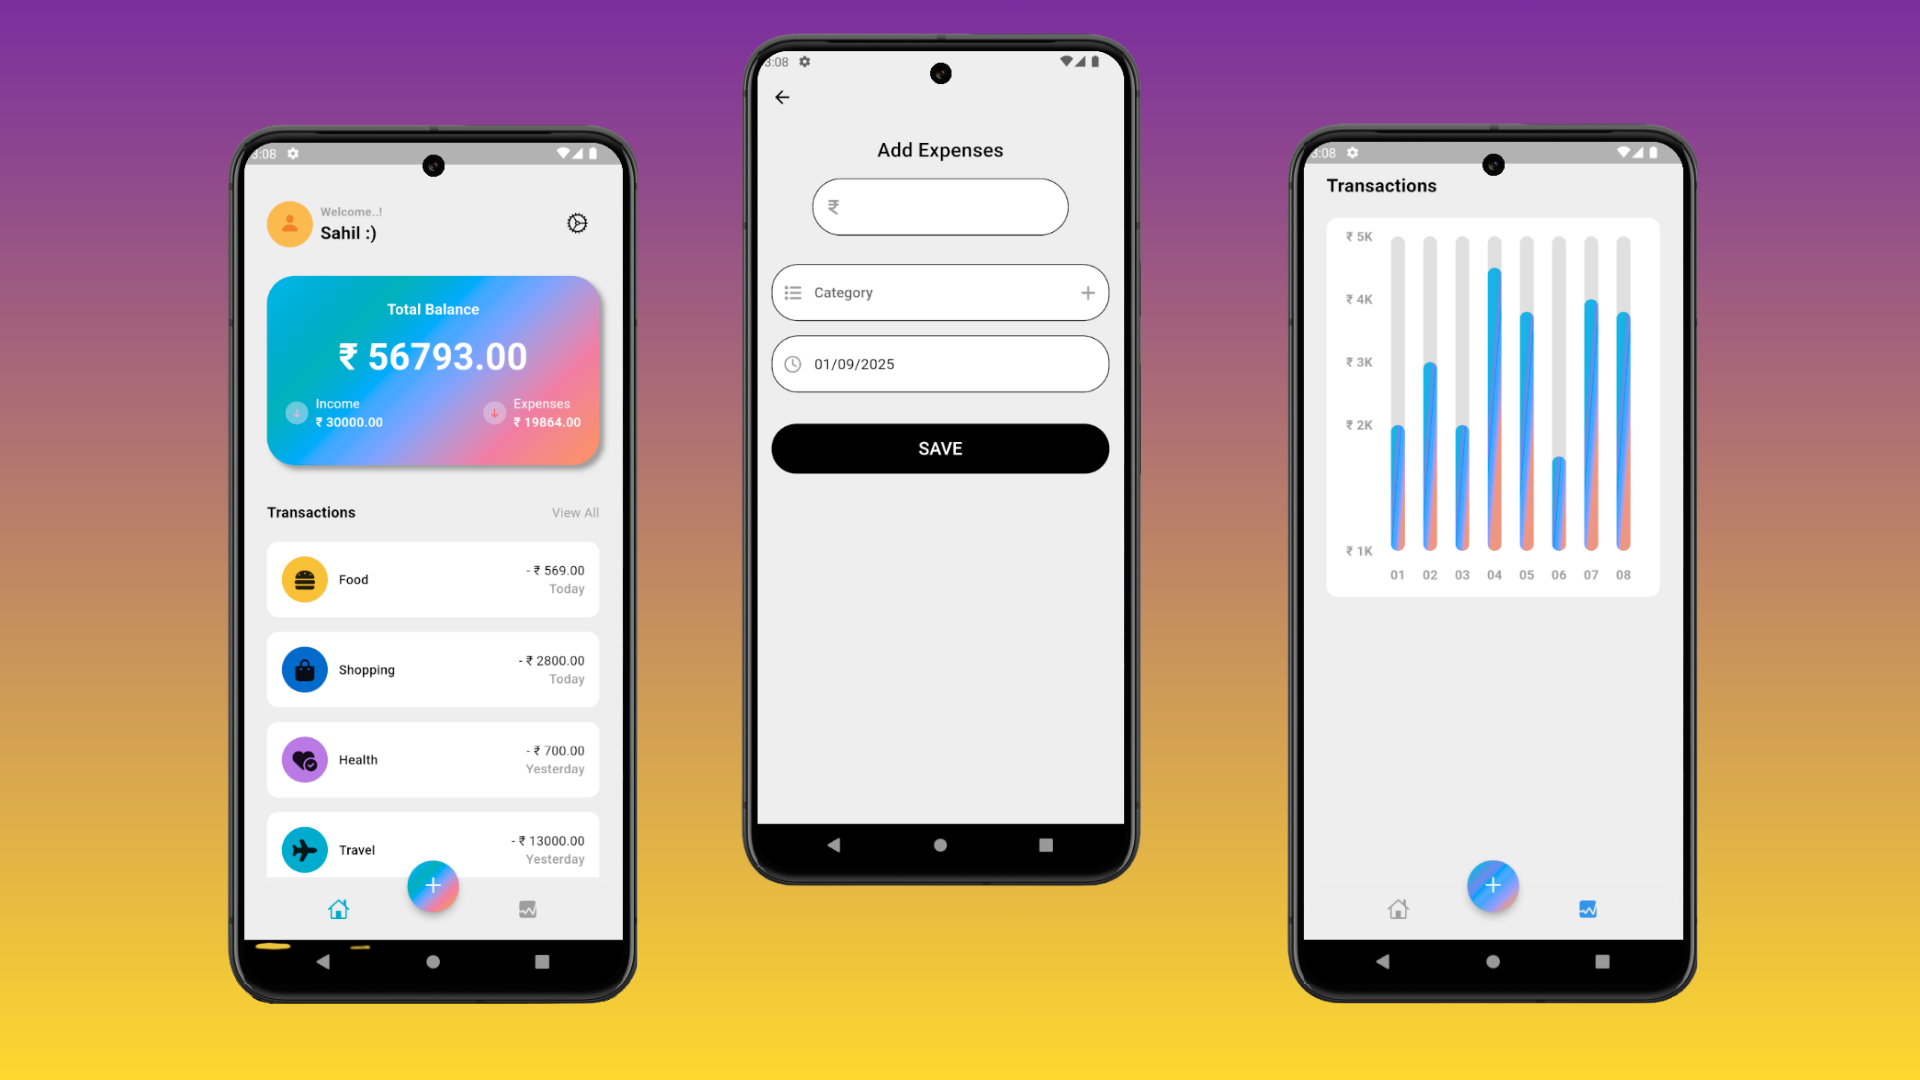 3:08
Welcome..!
Sahil :)
Total Balance
₹ 56793.00
Income
₹ 30000.00
Expenses
₹ 19864.00
Transactions View All
Food
- ₹ 569.00
Today
Shopping
- ₹ 2800.00
Today
Health
- ₹ 700.00
Yesterday
Travel
- ₹ 13000.00
Yesterday
3:08
Add Expenses
₹
Category
01/09/2025
SAVE
3:08
Transactions
₹ 5K
₹ 4K
₹ 3K
₹ 2K
₹ 1K
01 02 03 04 05 06 07 08